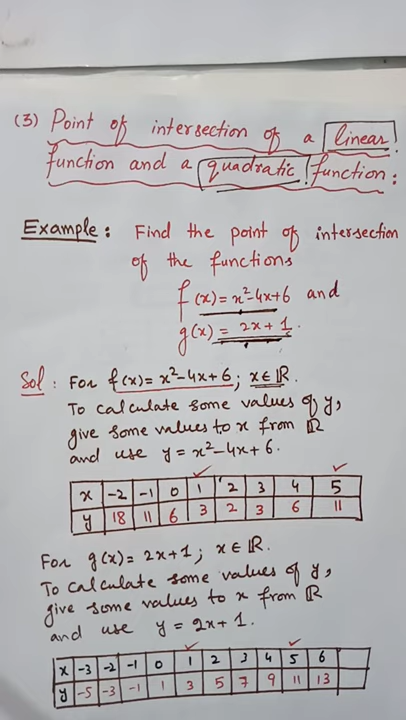 (3) Point of intersection of a linear
function and a quadratic function:
Example: Find the point of intersection
of the functions
f(x)=x²-4x+6 and
g(x) = 2x+1.
Sol: For f(x)=x²-4x+6; x∈ℝ.
To calculate some values of y,
give some values to x from ℝ
and use y=x²-4x+6.
x -2 -1 0 1 2 3 4 5
y 18 11 6 3 2 3 6 11
For g(x)=2x+1; x∈ℝ.
To calculate some values of y,
give some values to x from ℝ
and use y=2x+1.
x -3 -2 -1 0 1 2 3 4 5 6
y -5 -3 -1 1 3 5 7 9 11 13